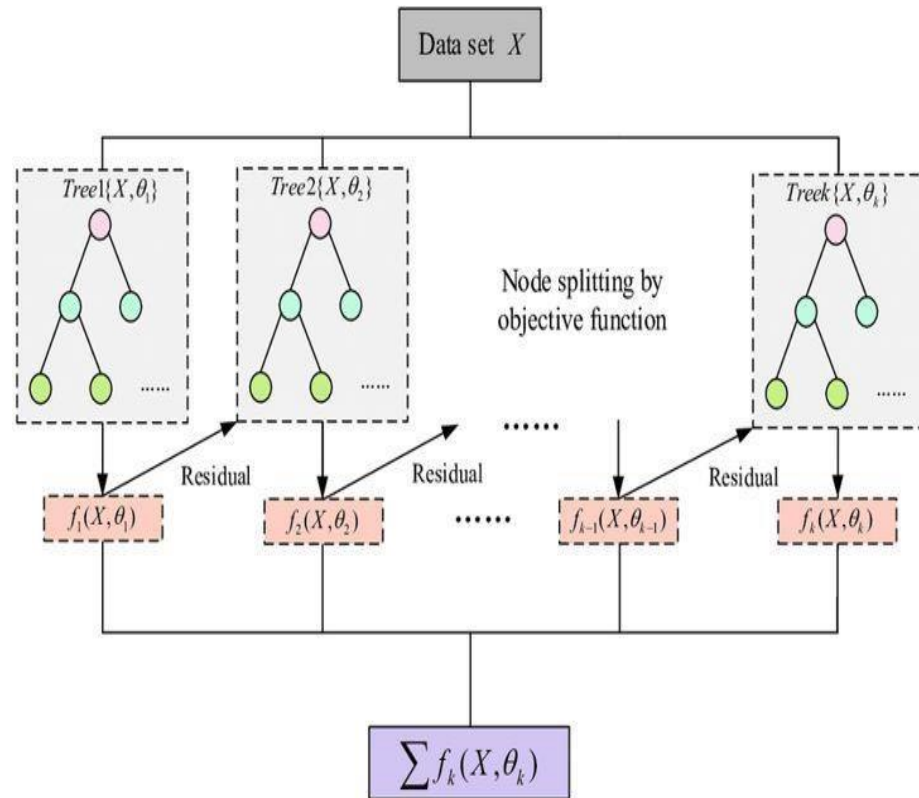 Data set X
Tree1{X,θ₁}
Tree2{X,θ₂}
Treek{X,θₖ}
Node splitting by
objective function
......
......
......
......
Residual
Residual
Residual
f₁(X,θ₁)
f₂(X,θ₂)
......
fₖ₋₁(X,θₖ₋₁)
fₖ(X,θₖ)
∑fₖ(X,θₖ)